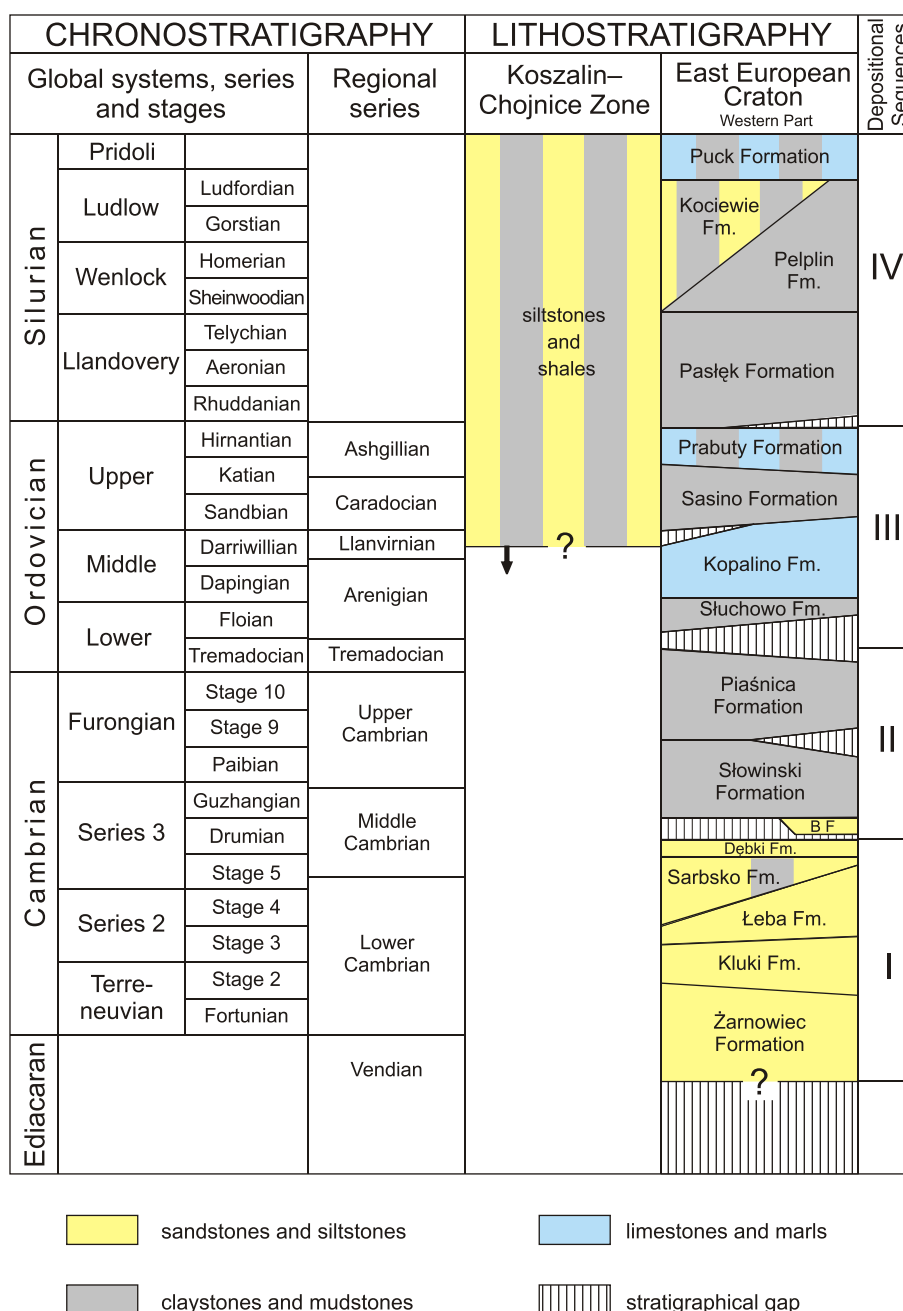 CHRONOSTRATIGRAPHY
LITHOSTRATIGRAPHY
Depositional
Sequences
Global systems, series
and stages
Regional
series
Koszalin–
Chojnice Zone
East European
Craton
Western Part
Silurian
Pridoli
Ludlow
Ludfordian
Gorstian
Wenlock
Homerian
Sheinwoodian
Llandovery
Telychian
Aeronian
Rhuddanian
Ordovician
Upper
Hirnantian
Katian
Sandbian
Middle
Darriwillian
Dapingian
Lower
Floian
Tremadocian
Cambrian
Furongian
Stage 10
Stage 9
Paibian
Series 3
Guzhangian
Drumian
Stage 5
Series 2
Stage 4
Stage 3
Terre-
neuvian
Stage 2
Fortunian
Ediacaran
Ashgillian
Caradocian
Llanvirnian
Arenigian
Tremadocian
Upper
Cambrian
Middle
Cambrian
Lower
Cambrian
Vendian
siltstones
and
shales
?
Puck Formation
Kociewie
Fm.
Pelplin
Fm.
Pasłęk Formation
Prabuty Formation
Sasino Formation
Kopalino Fm.
Słuchowo Fm.
Piaśnica
Formation
Słowinski
Formation
B F
Dębki Fm.
Sarbsko Fm.
Łeba Fm.
Kluki Fm.
Żarnowiec
Formation
?
IV
III
II
I
sandstones and siltstones
limestones and marls
claystones and mudstones
stratigraphical gap